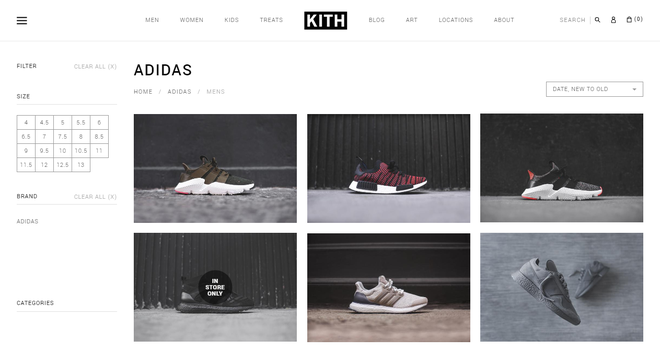 MEN WOMEN KIDS TREATS KITH BLOG ART LOCATIONS ABOUT SEARCH (0)
FILTER CLEAR ALL (X)
ADIDAS
HOME / ADIDAS / MENS
DATE, NEW TO OLD
SIZE
4 4.5 5 5.5 6
6.5 7 7.5 8 8.5
9 9.5 10 10.5 11
11.5 12 12.5 13
BRAND CLEAR ALL (X)
ADIDAS
CATEGORIES
IN
STORE
ONLY